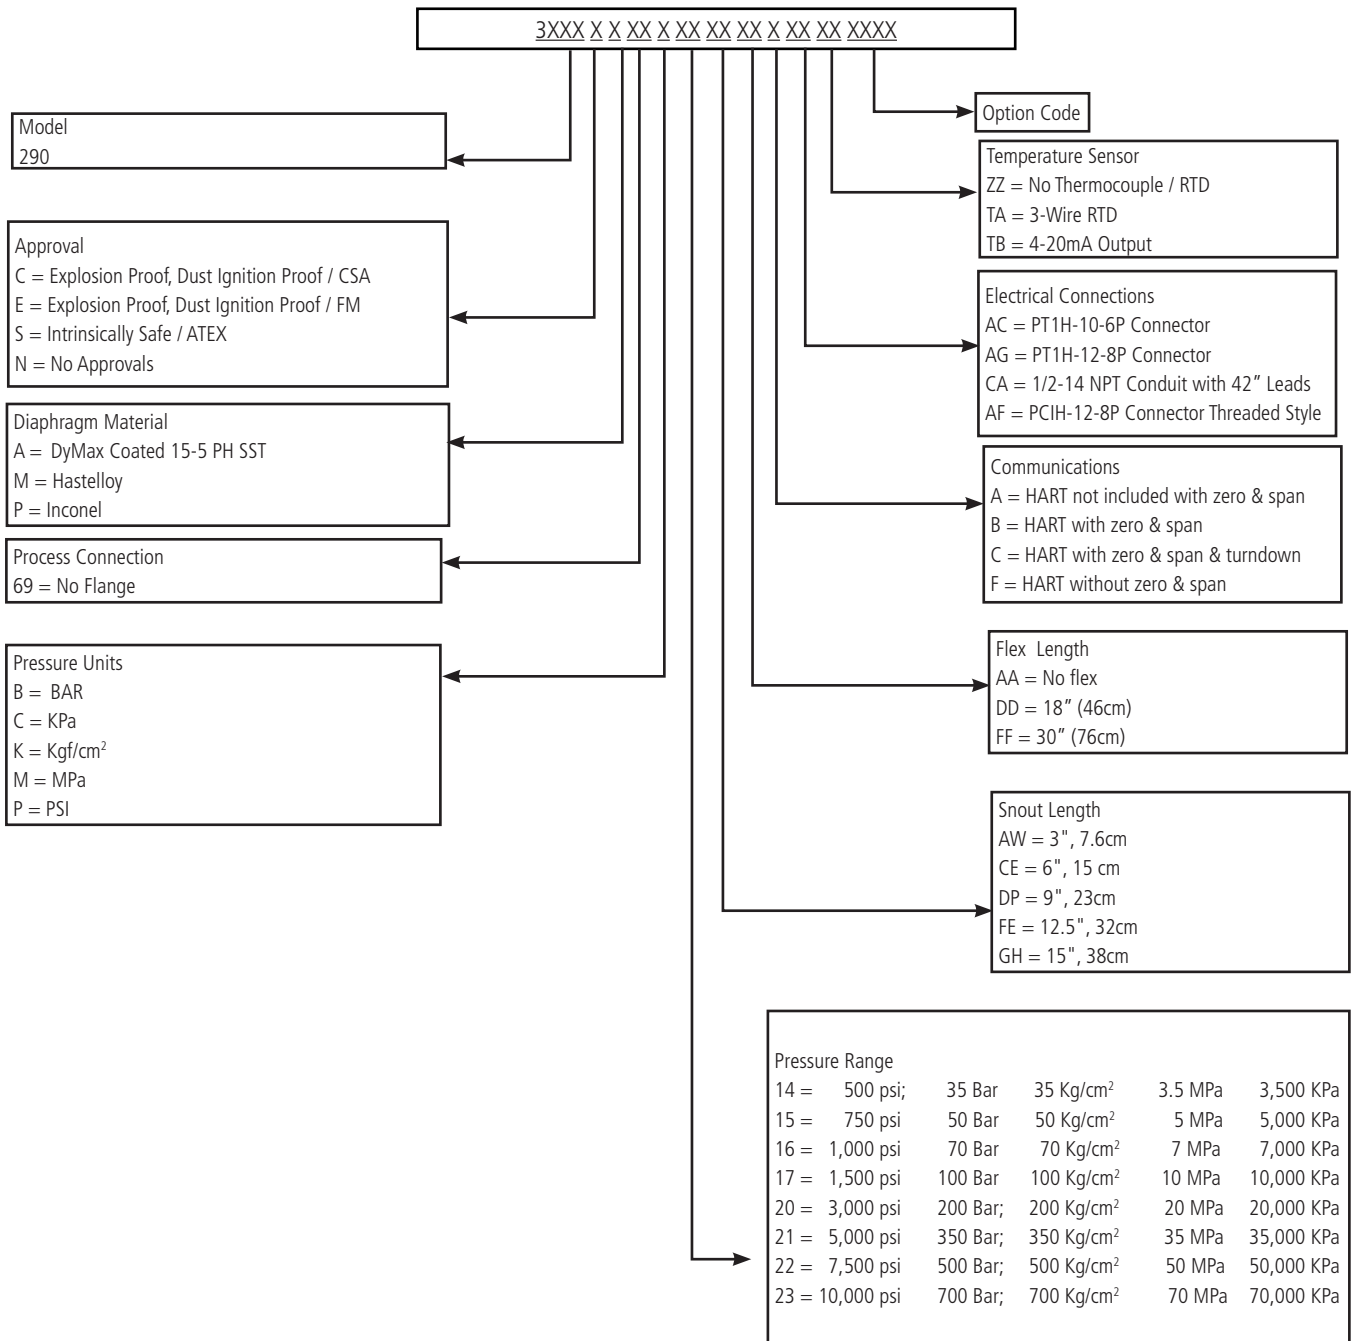 3XXX X X XX X XX XX XX X XX XX XXXX
Model
290
Approval
C = Explosion Proof, Dust Ignition Proof / CSA
E = Explosion Proof, Dust Ignition Proof / FM
S = Intrinsically Safe / ATEX
N = No Approvals
Diaphragm Material
A = DyMax Coated 15-5 PH SST
M = Hastelloy
P = Inconel
Process Connection
69 = No Flange
Pressure Units
B = BAR
C = KPa
K = Kgf/cm²
M = MPa
P = PSI
Option Code
Temperature Sensor
ZZ = No Thermocouple / RTD
TA = 3-Wire RTD
TB = 4-20mA Output
Electrical Connections
AC = PT1H-10-6P Connector
AG = PT1H-12-8P Connector
CA = 1/2-14 NPT Conduit with 42" Leads
AF = PCIH-12-8P Connector Threaded Style
Communications
A = HART not included with zero & span
B = HART with zero & span
C = HART with zero & span & turndown
F = HART without zero & span
Flex Length
AA = No flex
DD = 18" (46cm)
FF = 30" (76cm)
Snout Length
AW = 3", 7.6cm
CE = 6", 15 cm
DP = 9", 23cm
FE = 12.5", 32cm
GH = 15", 38cm
Pressure Range
14 = 500 psi; 35 Bar 35 Kg/cm² 3.5 MPa 3,500 KPa
15 = 750 psi 50 Bar 50 Kg/cm² 5 MPa 5,000 KPa
16 = 1,000 psi 70 Bar 70 Kg/cm² 7 MPa 7,000 KPa
17 = 1,500 psi 100 Bar 100 Kg/cm² 10 MPa 10,000 KPa
20 = 3,000 psi 200 Bar; 200 Kg/cm² 20 MPa 20,000 KPa
21 = 5,000 psi 350 Bar; 350 Kg/cm² 35 MPa 35,000 KPa
22 = 7,500 psi 500 Bar; 500 Kg/cm² 50 MPa 50,000 KPa
23 = 10,000 psi 700 Bar; 700 Kg/cm² 70 MPa 70,000 KPa